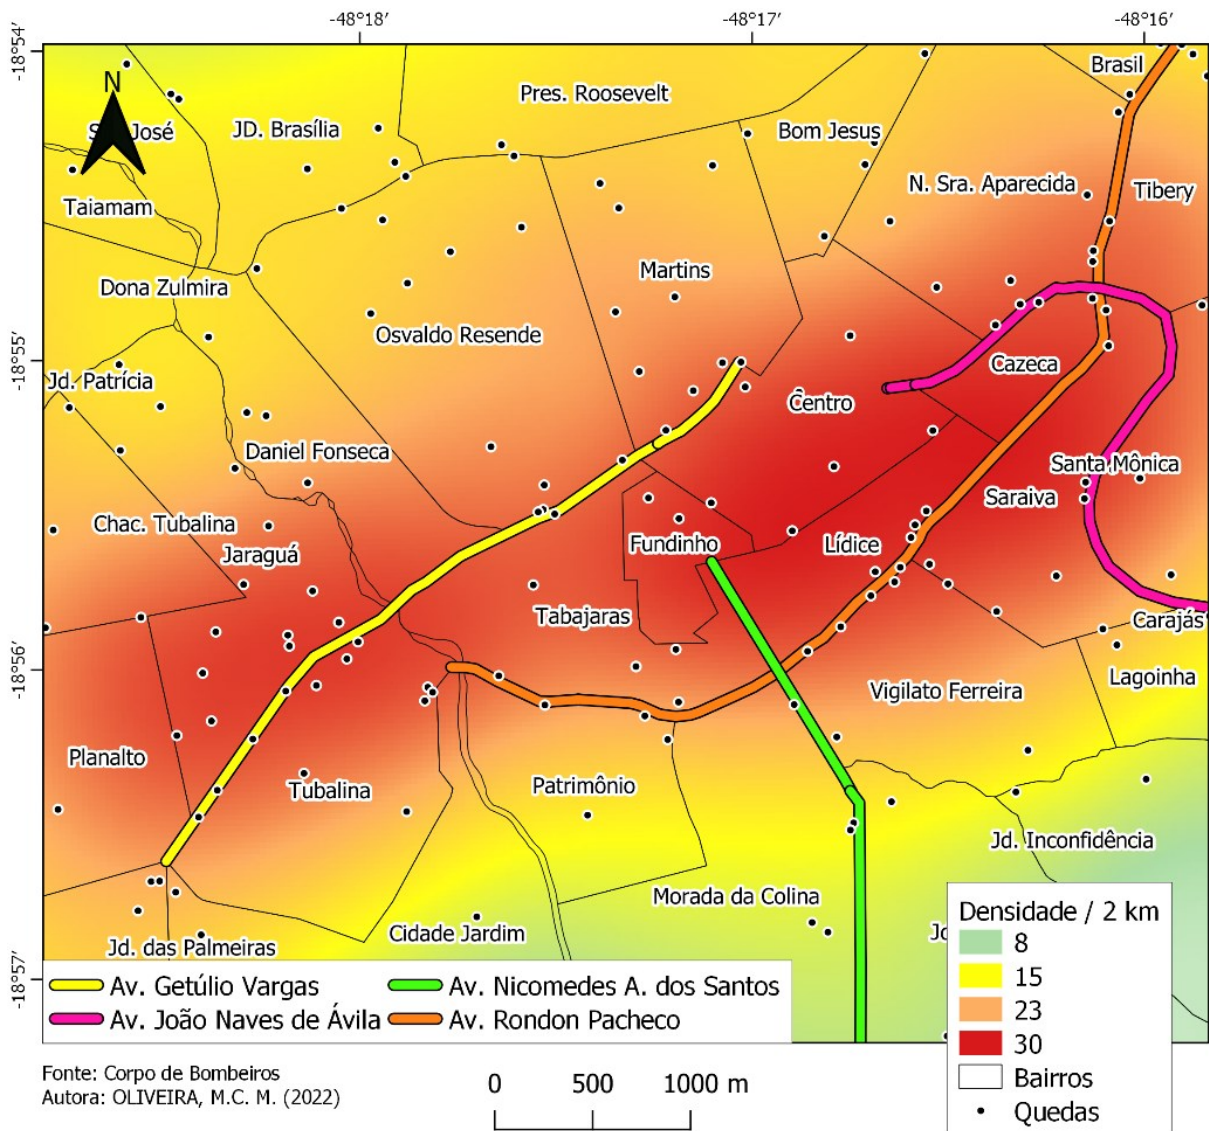 -48°18′
-48°17′
-48°16′
-18°54′
Brasil
N
Pres. Roosevelt
JD. Brasília
Bom Jesus
José
N. Sra. Aparecida
Tibery
Taiamam
Martins
Dona Zulmira
Osvaldo Resende
-18°55′
Cazeca
Jd. Patrícia
Centro
Daniel Fonseca
Santa Mônica
Saraiva
Chac. Tubalina
Jaraguá
Fundinho
Lídice
Tabajaras
Carajás
-18°56′
Lagoinha
Vigilato Ferreira
Planalto
Tubalina
Patrimônio
Jd. Inconfidência
Morada da Colina
Cidade Jardim
Jd. das Palmeiras
-18°57′
Densidade / 2 km
8
15
23
30
Bairros
Quedas
Av. Getúlio Vargas
Av. Nicomedes A. dos Santos
Av. João Naves de Ávila
Av. Rondon Pacheco
Fonte: Corpo de Bombeiros
Autora: OLIVEIRA, M.C. M. (2022)
0 500 1000 m